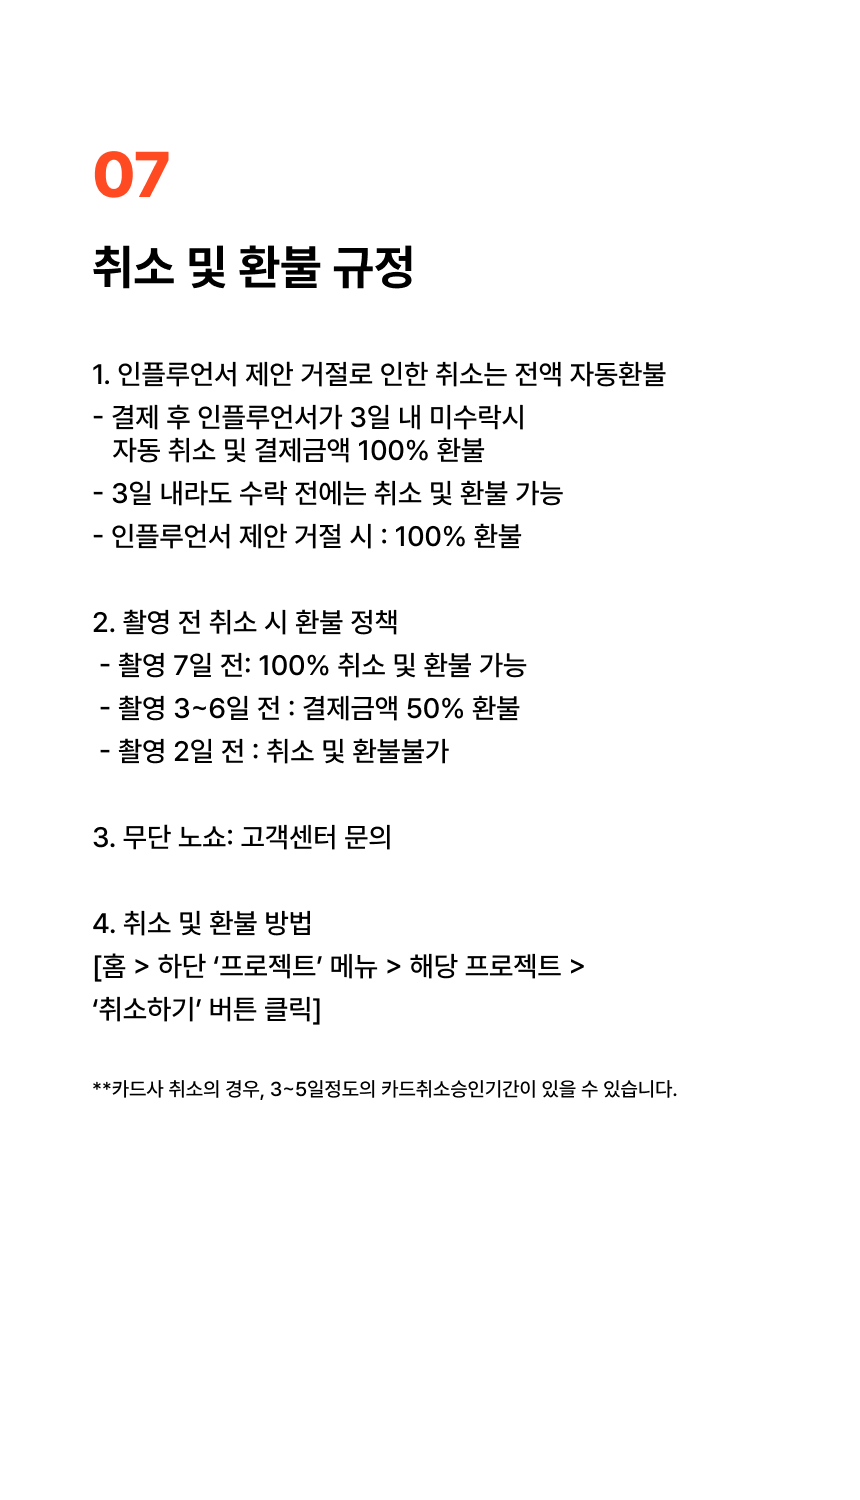 07
취소 및 환불 규정
1. 인플루언서 제안 거절로 인한 취소는 전액 자동환불
- 결제 후 인플루언서가 3일 내 미수락시
자동 취소 및 결제금액 100% 환불
- 3일 내라도 수락 전에는 취소 및 환불 가능
- 인플루언서 제안 거절 시 : 100% 환불
2. 촬영 전 취소 시 환불 정책
- 촬영 7일 전: 100% 취소 및 환불 가능
- 촬영 3~6일 전 : 결제금액 50% 환불
- 촬영 2일 전 : 취소 및 환불불가
3. 무단 노쇼: 고객센터 문의
4. 취소 및 환불 방법
[홈 > 하단 ‘프로젝트’ 메뉴 > 해당 프로젝트 >
‘취소하기’ 버튼 클릭]
**카드사 취소의 경우, 3~5일정도의 카드취소승인기간이 있을 수 있습니다.